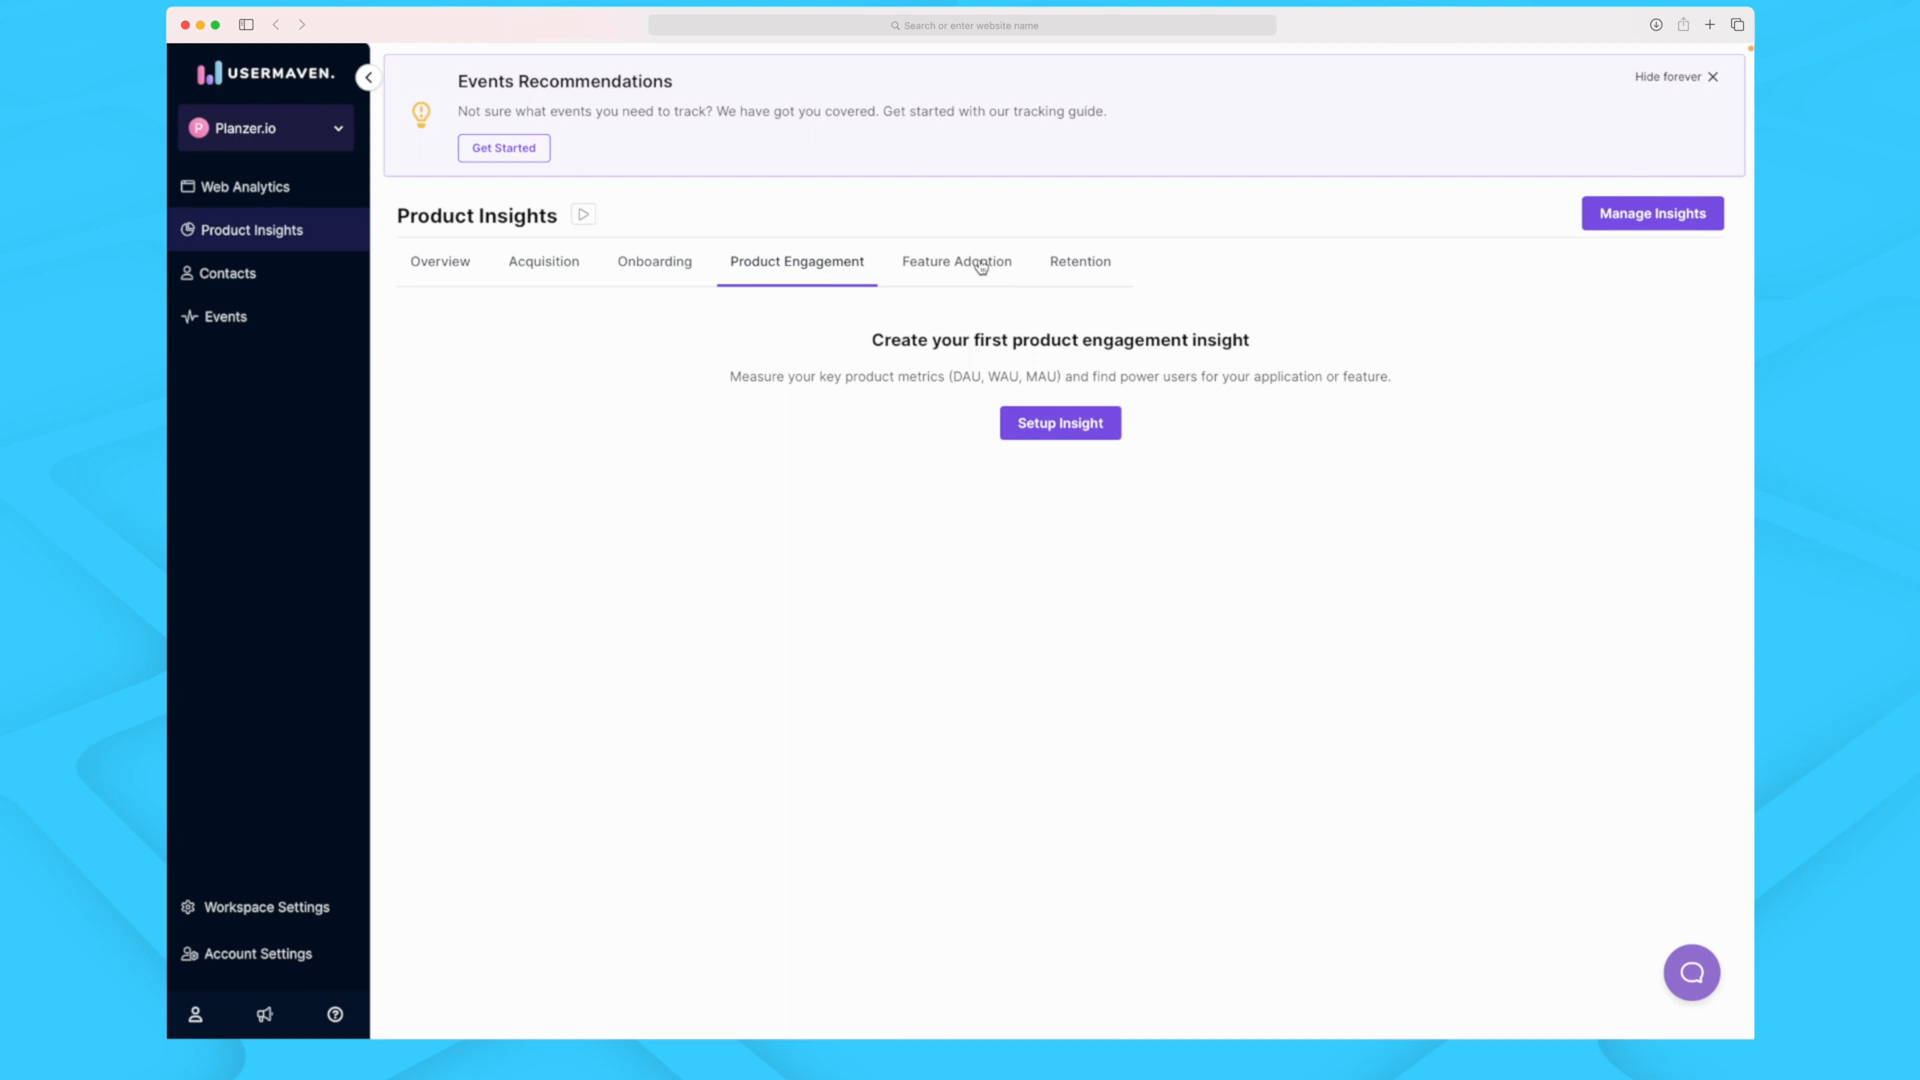 Search or enter website name
USERMAVEN.
P Planzer.io
Web Analytics
Product Insights
Contacts
Events
Workspace Settings
Account Settings
Events Recommendations
Hide forever
Not sure what events you need to track? We have got you covered. Get started with our tracking guide.
Get Started
Product Insights
Manage Insights
Overview Acquisition Onboarding Product Engagement Feature Adoption Retention
Create your first product engagement insight
Measure your key product metrics (DAU, WAU, MAU) and find power users for your application or feature.
Setup Insight